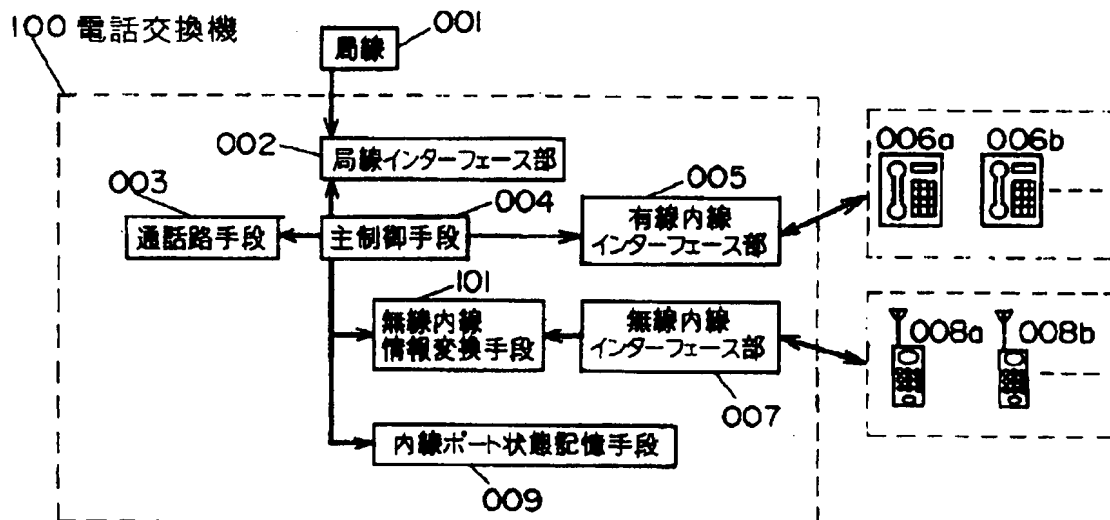 100 電話交換機
001
局線
002
局線インターフェース部
003
004
005
通話路手段
主制御手段
有線内線
インターフェース部
006a
006b
101
無線内線
情報変換手段
無線内線
インターフェース部
007
008a
008b
内線ポート状態記憶手段
009